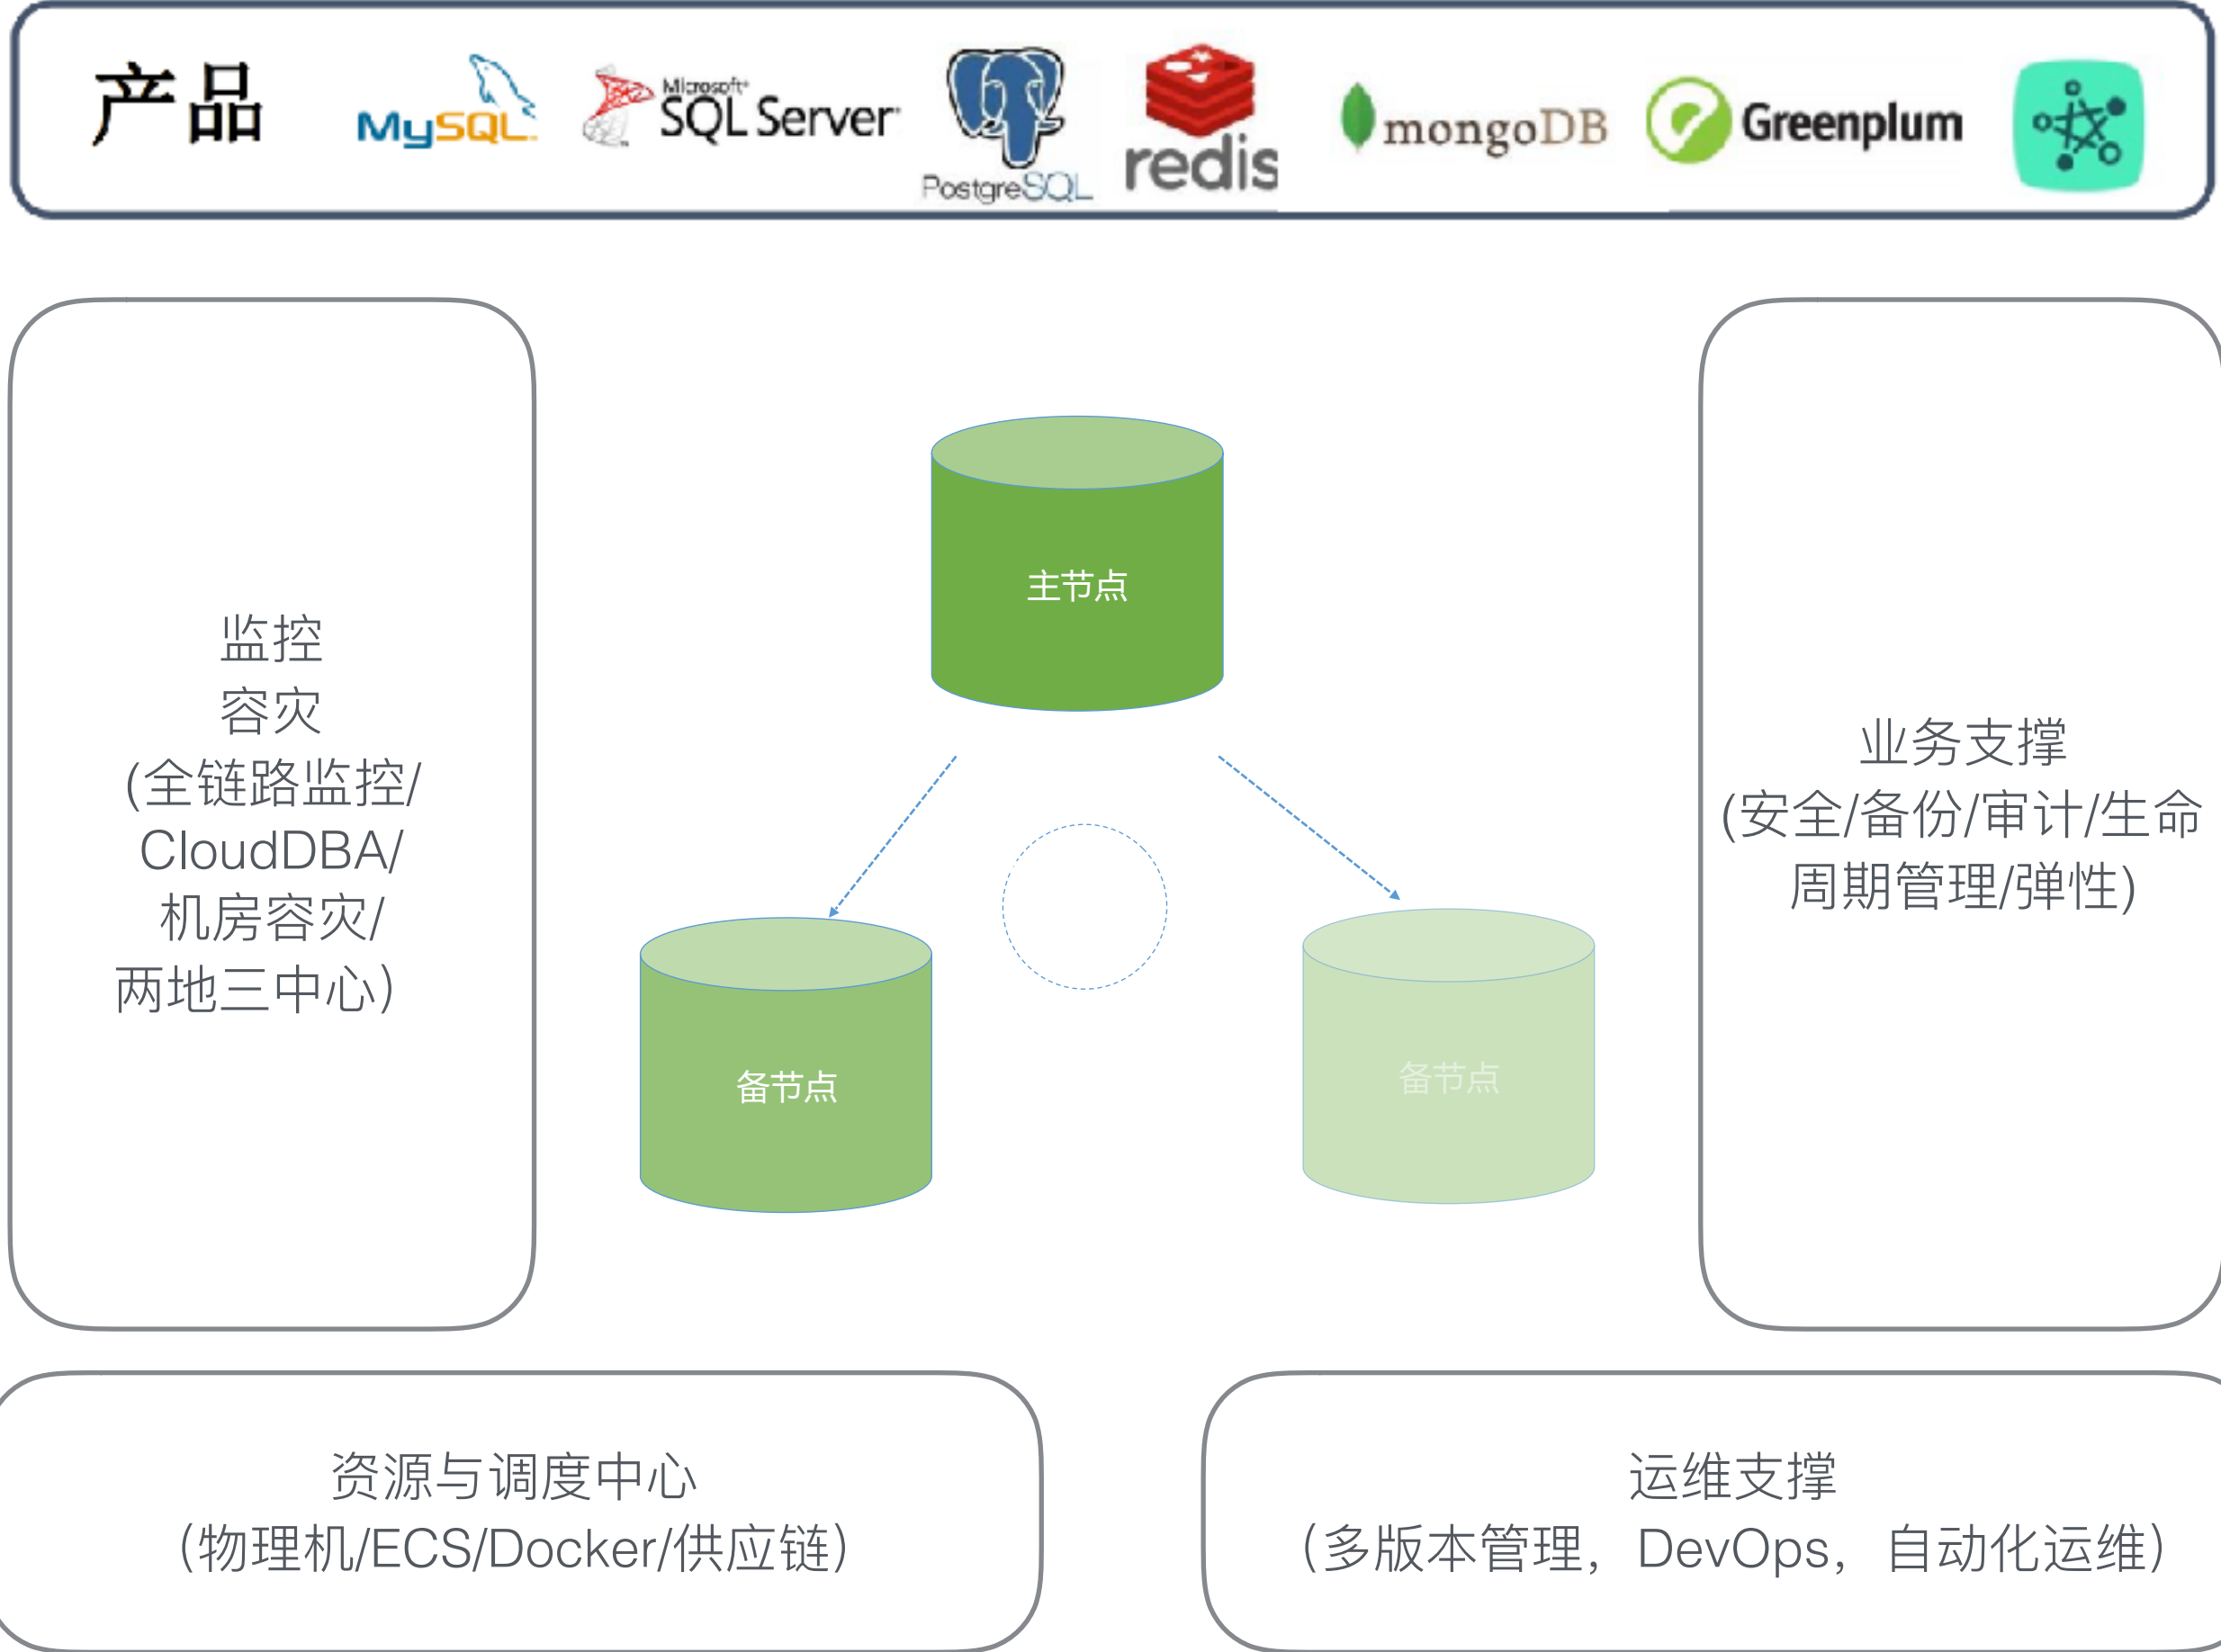 产品
MySQL
Microsoft
SQL Server
PostgreSQL
redis
mongoDB
Greenplum
监控
容灾
(全链路监控/
CloudDBA/
机房容灾/
两地三中心)
主节点
备节点
备节点
业务支撑
(安全/备份/审计/生命
周期管理/弹性)
资源与调度中心
(物理机/ECS/Docker/供应链)
运维支撑
(多版本管理，DevOps，自动化运维)